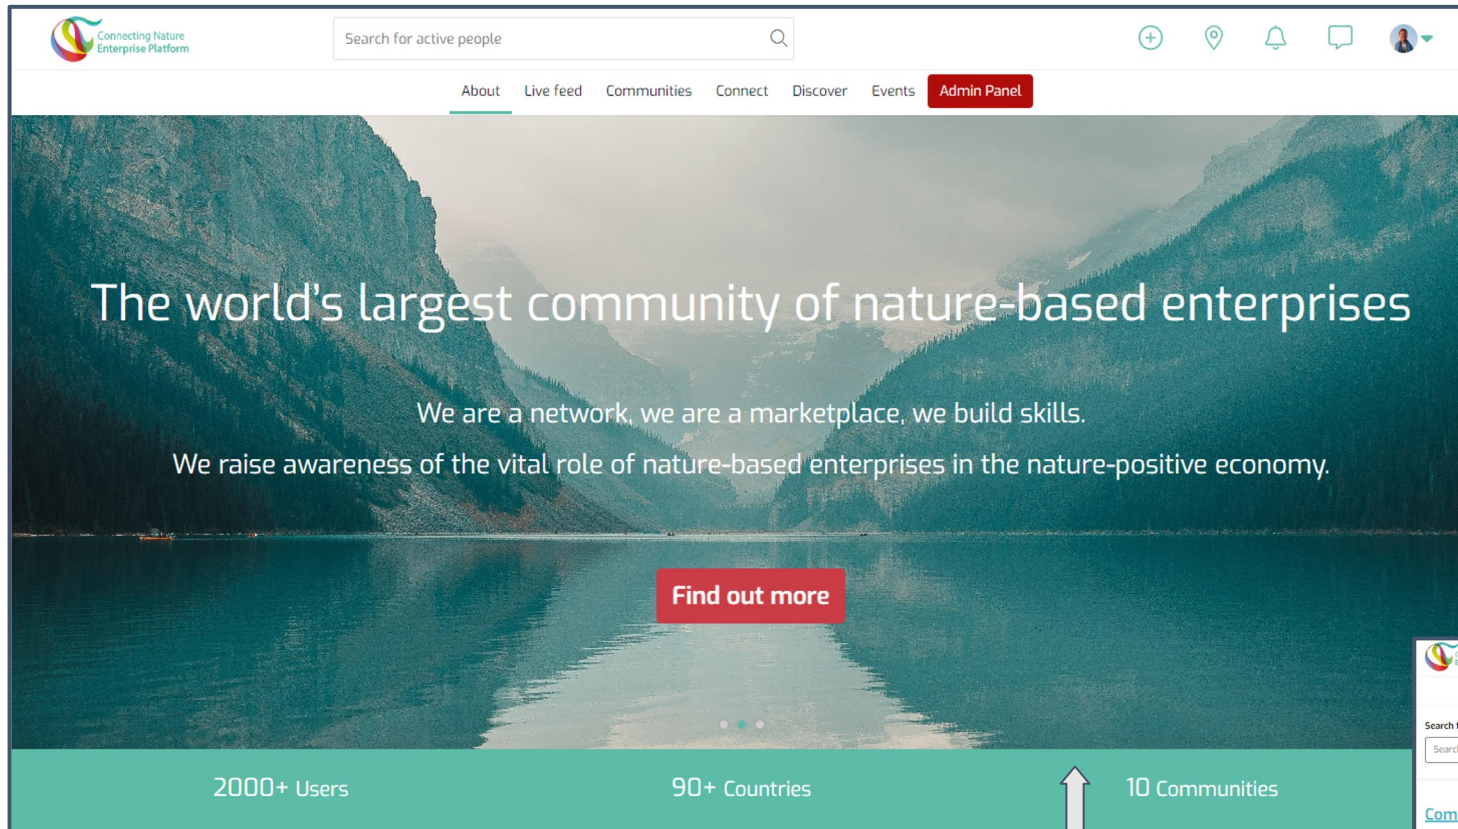 Connecting Nature
Enterprise Platform
Search for active people
About Live feed Communities Connect Discover Events Admin Panel
The world's largest community of nature-based enterprises
We are a network, we are a marketplace, we build skills.
We raise awareness of the vital role of nature-based enterprises in the nature-positive economy.
Find out more
2000+ Users 90+ Countries 10 Communities
Search